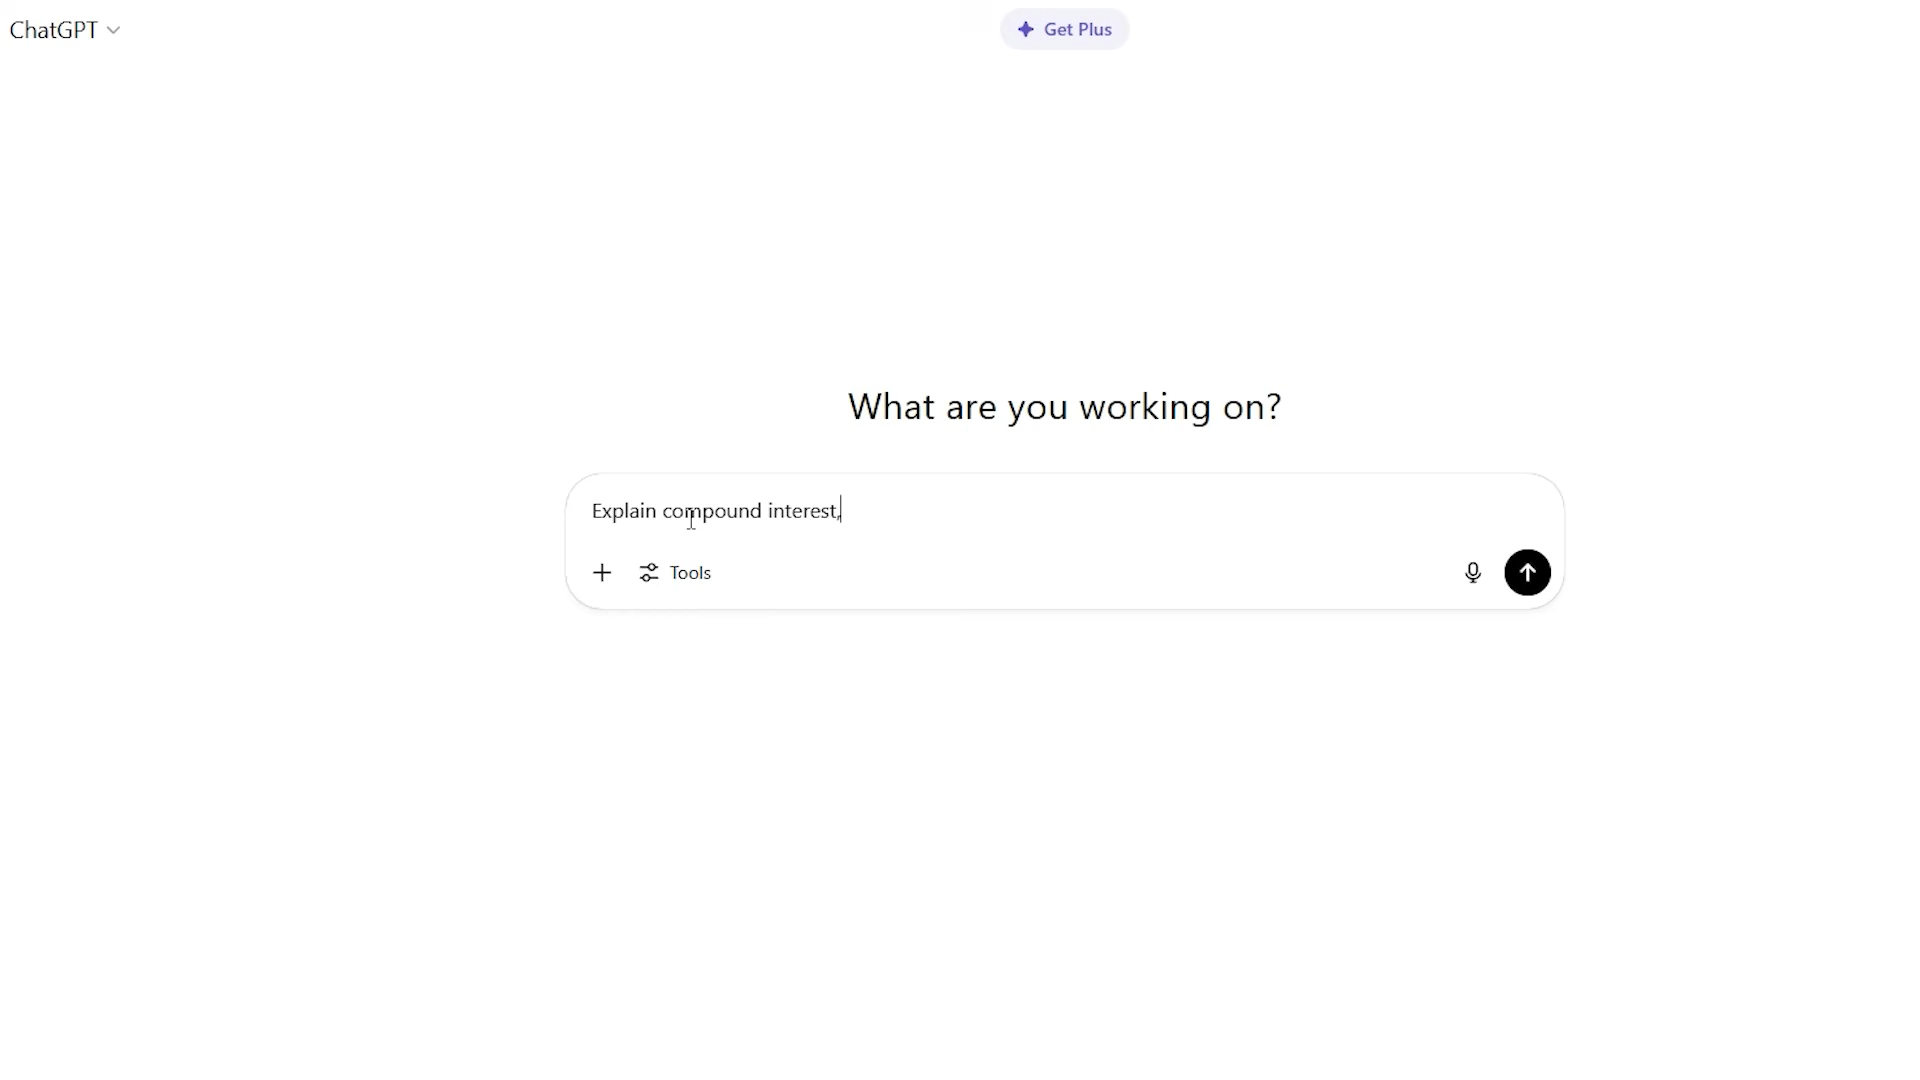 ChatGPT
Get Plus
What are you working on?
Explain compound interest,
Tools